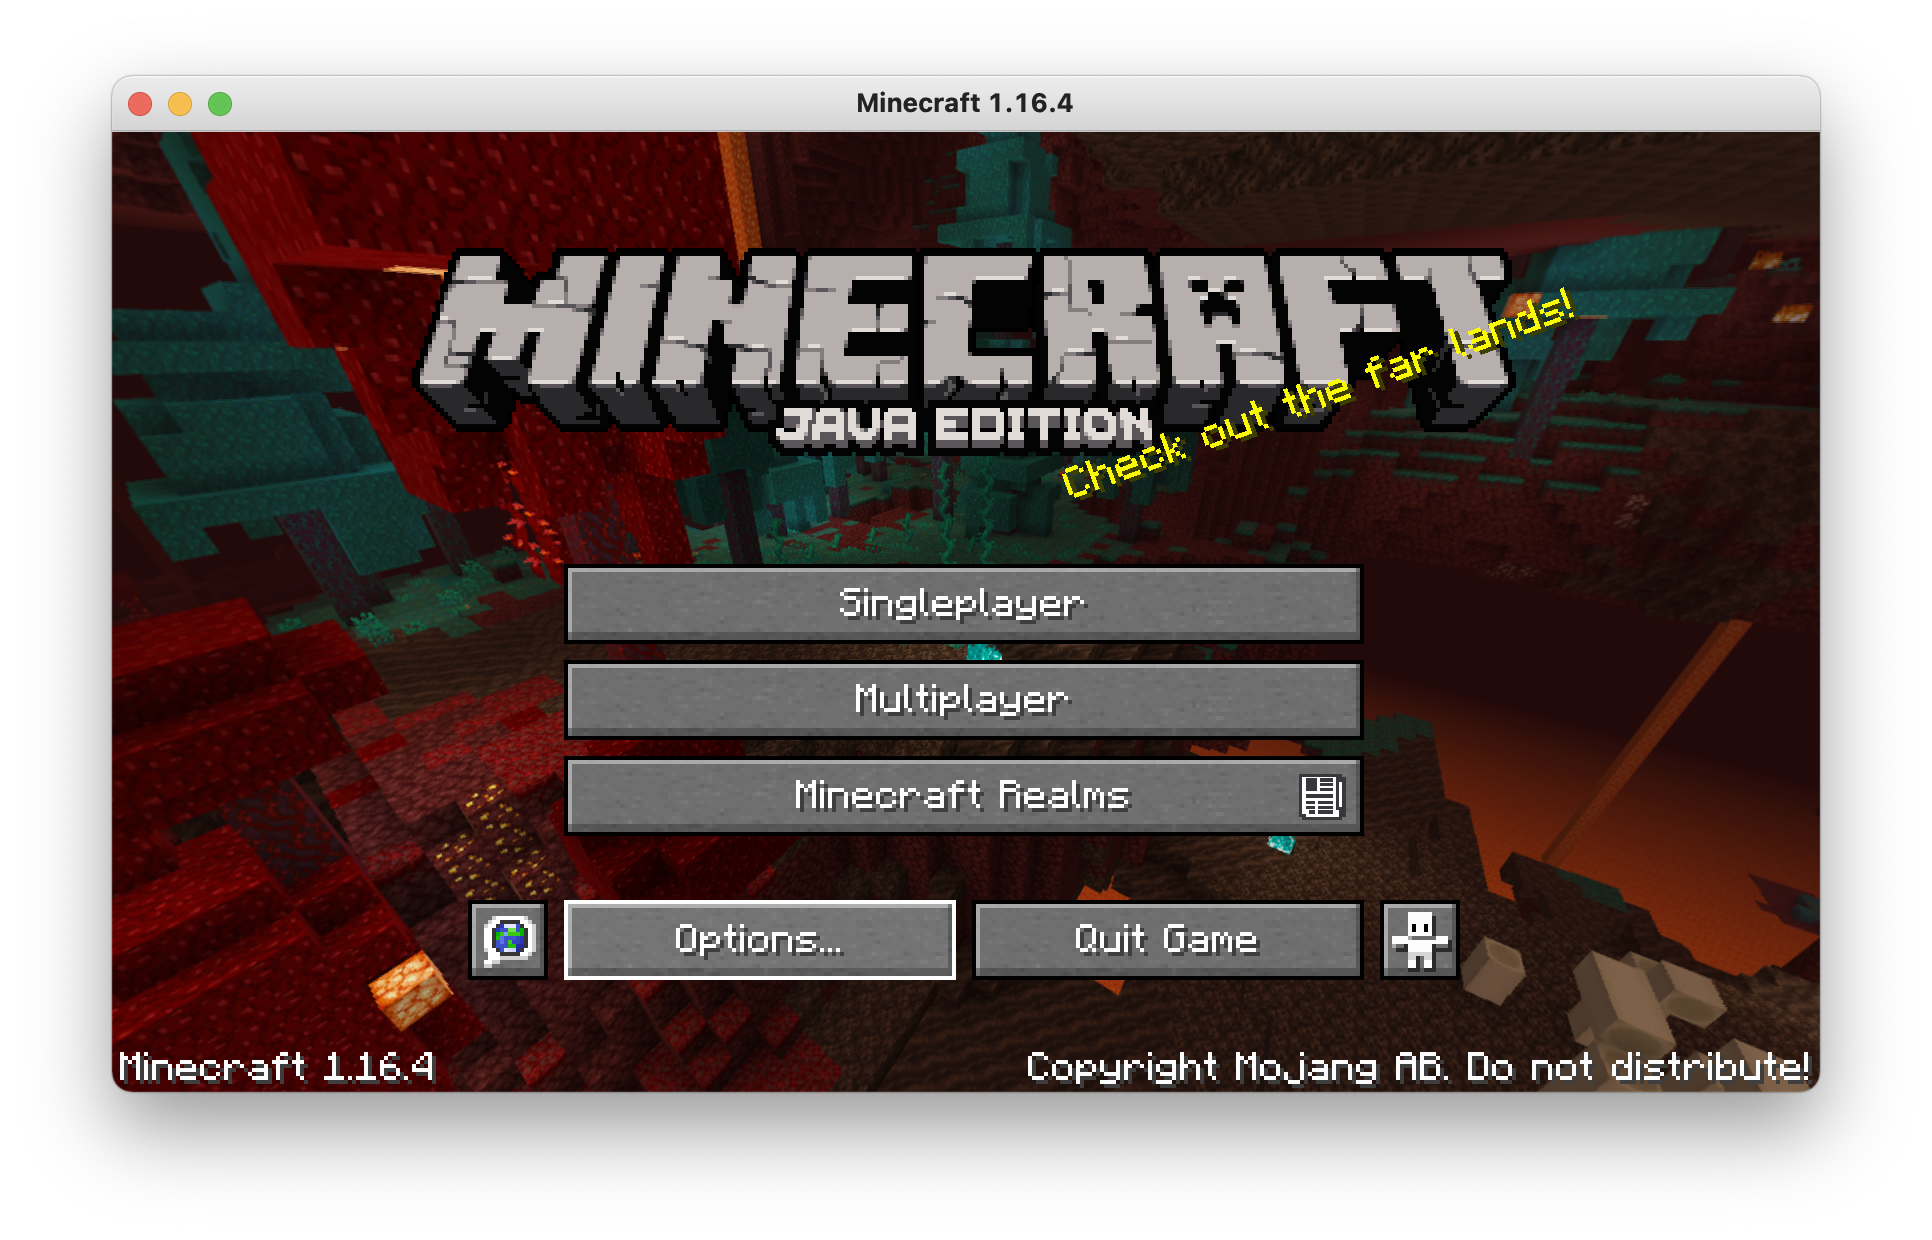 Minecraft 1.16.4
MINECRAFT
JAVA EDITION
Check out the far lands!
Singleplayer
Multiplayer
Minecraft Realms
Options...
Quit Game
Minecraft 1.16.4
Copyright Mojang AB. Do not distribute!